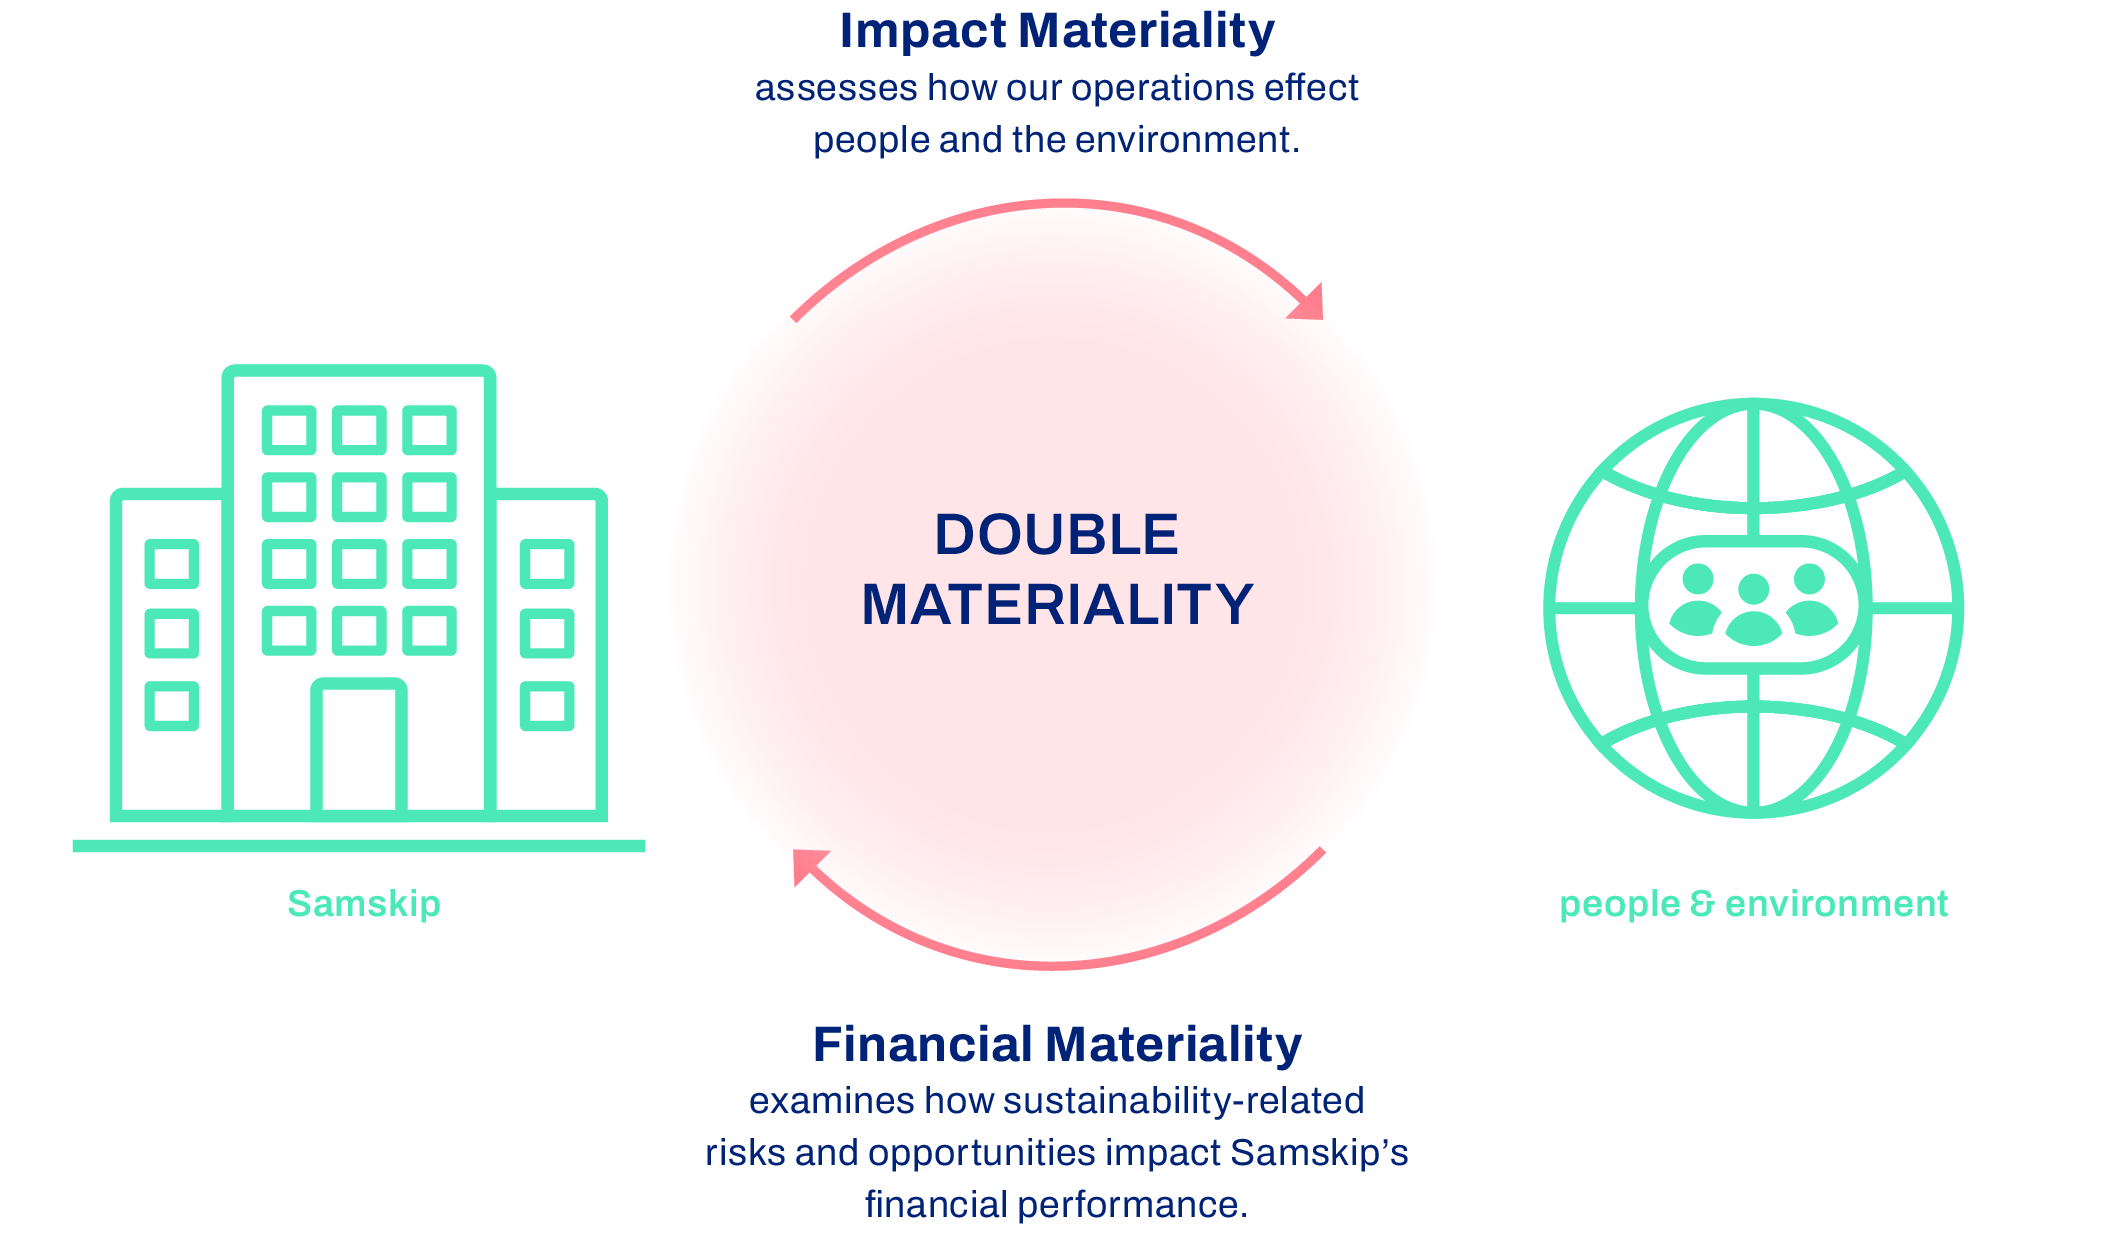 Impact Materiality
assesses how our operations effect
people and the environment.
DOUBLE
MATERIALITY
Samskip
people & environment
Financial Materiality
examines how sustainability-related
risks and opportunities impact Samskip’s
financial performance.